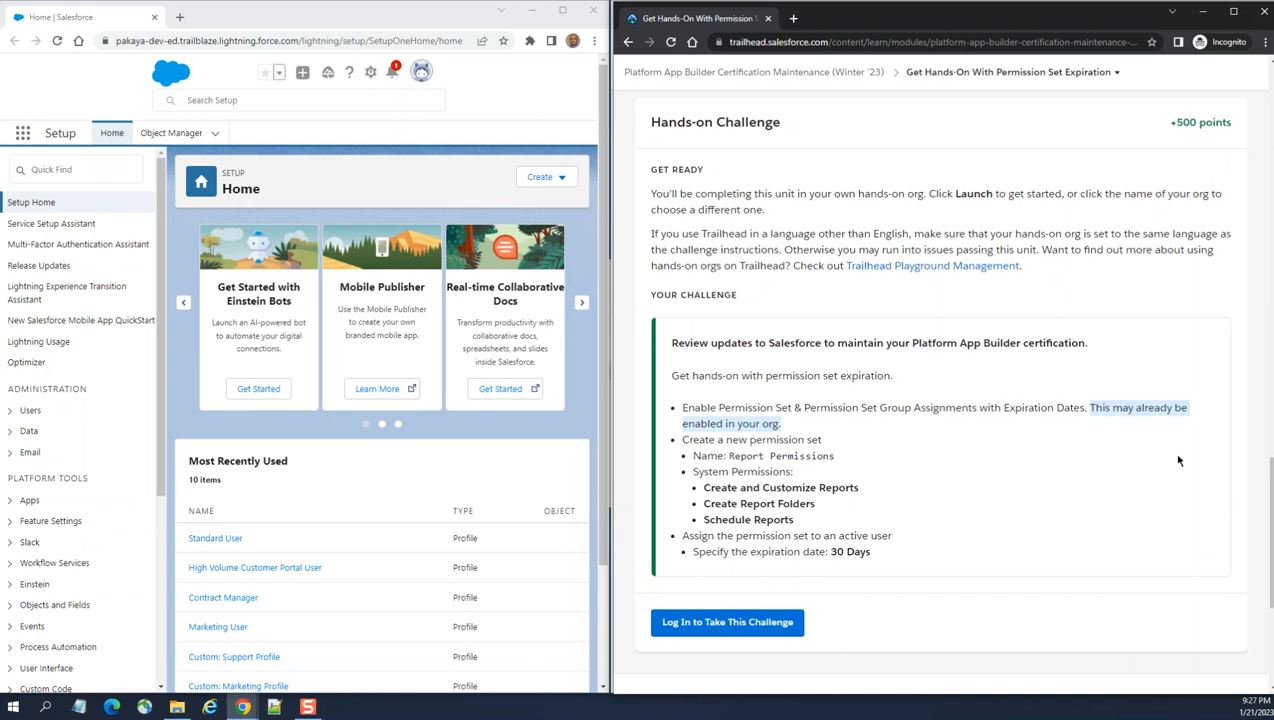 Home | Salesforce
pakaya-dev-ed.trailblaze.lightning.force.com/lightning/setup/SetupOneHome/home
1
Search Setup
Setup
Home
Object Manager
Quick Find
Setup Home
Service Setup Assistant
Multi-Factor Authentication Assistant
Release Updates
Lightning Experience Transition
Assistant
New Salesforce Mobile App QuickStart
Lightning Usage
Optimizer
ADMINISTRATION
Users
Data
Email
PLATFORM TOOLS
Apps
Feature Settings
Slack
Workflow Services
Einstein
Objects and Fields
Events
Process Automation
User Interface
Custom Code
SETUP
Home
Create
Get Started with
Einstein Bots
Launch an AI-powered bot
to automate your digital
connections.
Get Started
Mobile Publisher
Use the Mobile Publisher
to create your own
branded mobile app.
Learn More
Real-time Collaborative
Docs
Transform productivity with
collaborative docs,
spreadsheets, and slides
inside Salesforce.
Get Started
Most Recently Used
10 items
NAME TYPE OBJECT
Standard User Profile
High Volume Customer Portal User Profile
Contract Manager Profile
Marketing User Profile
Custom: Support Profile Profile
Custom: Marketing Profile Profile
Get Hands-On With Permission S
trailhead.salesforce.com/content/learn/modules/platform-app-builder-certification-maintenance-...
Incognito
Platform App Builder Certification Maintenance (Winter '23) > Get Hands-On With Permission Set Expiration
Hands-on Challenge
+500 points
GET READY
You'll be completing this unit in your own hands-on org. Click Launch to get started, or click the name of your org to
choose a different one.
If you use Trailhead in a language other than English, make sure that your hands-on org is set to the same language as
the challenge instructions. Otherwise you may run into issues passing this unit. Want to find out more about using
hands-on orgs on Trailhead? Check out Trailhead Playground Management.
YOUR CHALLENGE
Review updates to Salesforce to maintain your Platform App Builder certification.
Get hands-on with permission set expiration.
• Enable Permission Set & Permission Set Group Assignments with Expiration Dates. This may already be
enabled in your org.
• Create a new permission set
• Name: Report Permissions
• System Permissions:
• Create and Customize Reports
• Create Report Folders
• Schedule Reports
• Assign the permission set to an active user
• Specify the expiration date: 30 Days
Log In to Take This Challenge
9:27 PM
1/21/2023